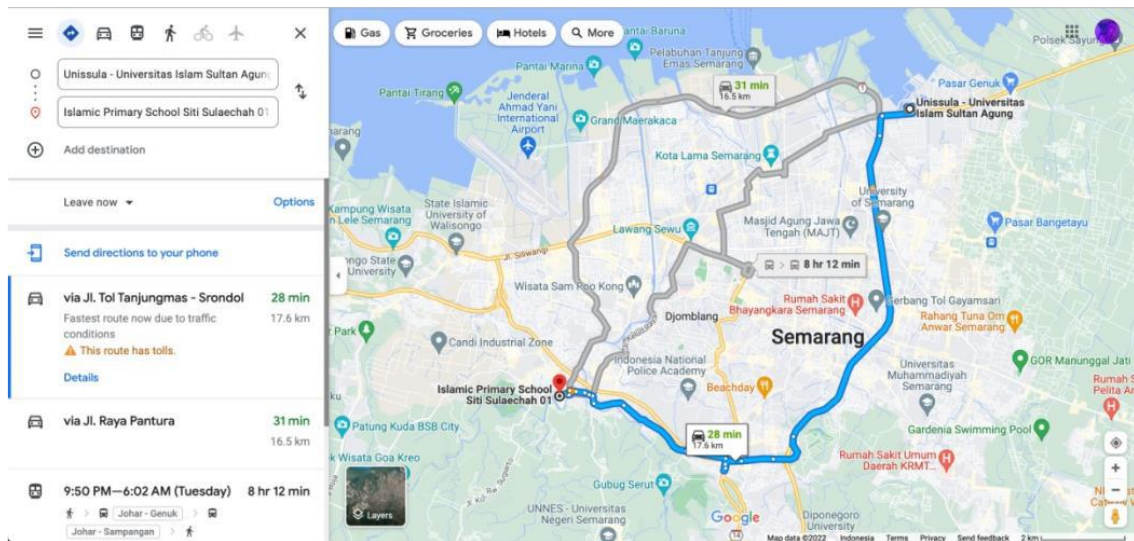 Unissula - Universitas Islam Sultan Agung
Islamic Primary School Siti Sulaechah 01
Add destination
Leave now
Options
Send directions to your phone
via Jl. Tol Tanjungmas - Srondol
28 min
Fastest route now due to traffic
17.6 km
conditions
This route has tolls.
Details
via Jl. Raya Pantura
31 min
16.5 km
9:50 PM—6:02 AM (Tuesday)
8 hr 12 min
Johar - Genuk
Johar - Sampangan
Gas
Groceries
Hotels
More
Pantai Baruna
Polsek Sayung
Pelabuhan Tanjung
Emas Semarang
Pantai Marina
Pantai Tirang
31 min
16.5 km
Pasar Genuk
Jenderal
Ahmad Yani
International
Airport
Unissula - Universitas
Islam Sultan Agung
Grand Maerakaca
Kota Lama Semarang
Kampung Wisata
Lele Semarang
State Islamic
University of
Walisongo
University
of Semarang
Masjid Agung Jawa
Tengah (MAJT)
Pasar Bangetayu
Lawang Sewu
Jl. Siliwangi
State
University
8 hr 12 min
Wisata Sam Poo Kong
Rumah Sakit
Bhayangkara Semarang
Gerbang Tol Gayamsari
Rahang Tuna Om
Anwar Semarang
Djomblang
Semarang
Park
Candi Industrial Zone
Indonesia National
Police Academy
GOR Manunggal Jati
Universitas
Muhammadiyah
Semarang
Islamic Primary School
Siti Sulaechah 01
Beachday
Rumah S
Pelita
Patung Kuda BSB City
28 min
17.6 km
Gardenia Swimming Pool
Wisata Goa Kreo
Rumah Sakit Umum
Daerah KRMT...
Gubug Serut
Layers
UNNES - Universitas
Negeri Semarang
Google
Diponegoro
University
Map data ©2022
Indonesia
Terms
Privacy
Send feedback
2 km